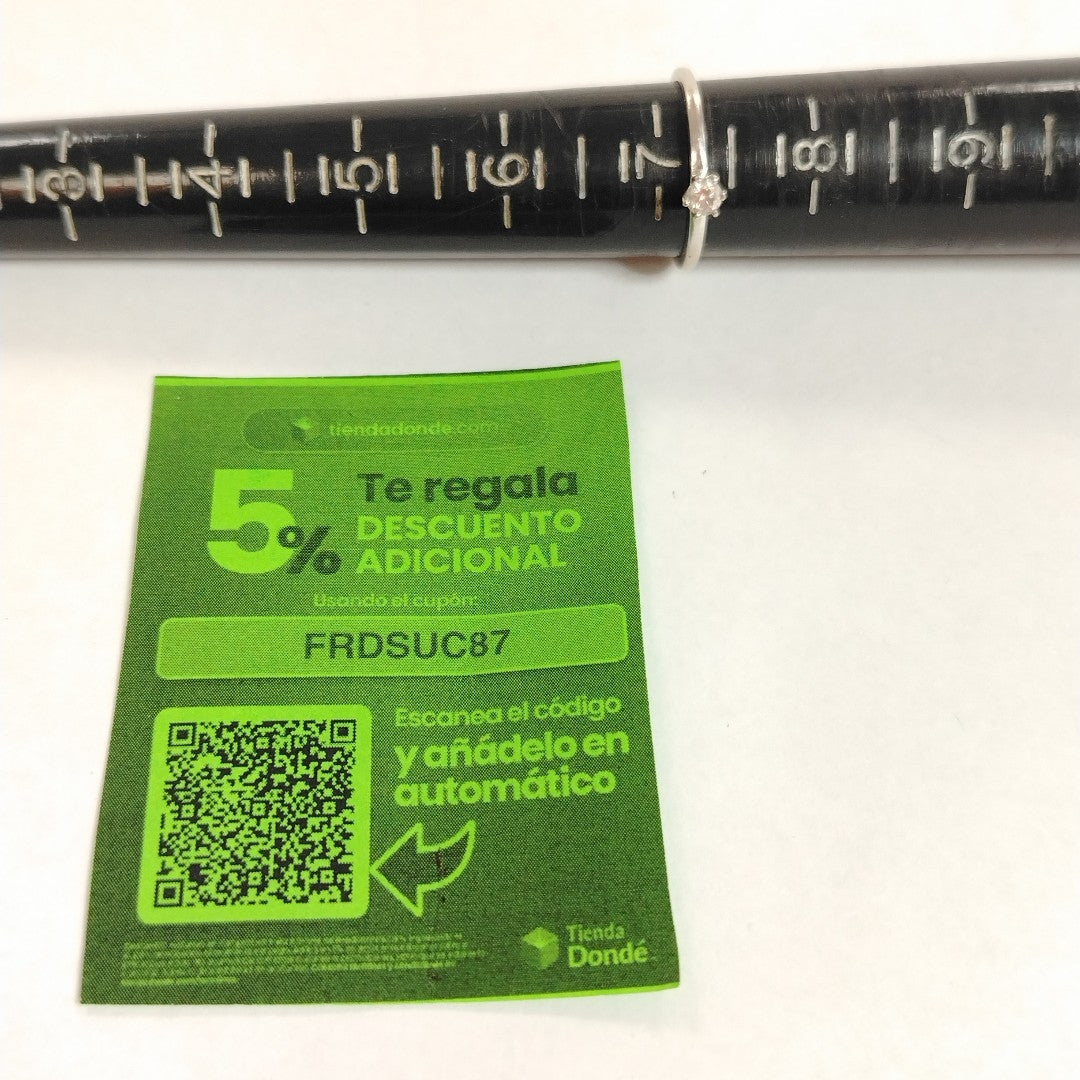 3 4 5 6 7 8 9
tiendadonde.com
5% Te regala
DESCUENTO
ADICIONAL
Usando el cupón:
FRDSUC87
Escanea el código
y añádelo en
automático
Tienda
Dondé